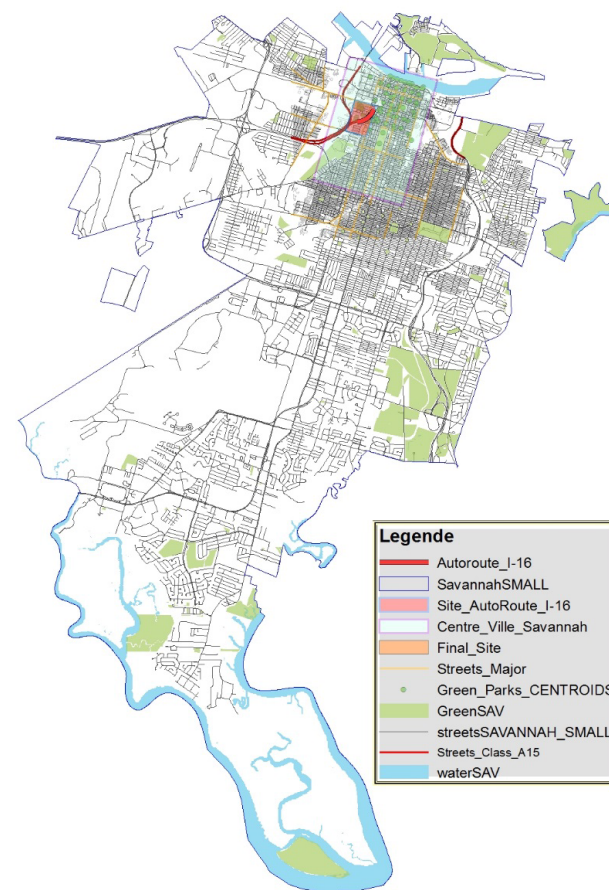 Legende
Autoroute_I-16
SavannahSMALL
Site_AutoRoute_I-16
Centre_Ville_Savannah
Final_Site
Streets_Major
Green_Parks_CENTROIDS
GreenSAV
streetsSAVANNAH_SMALL
Streets_Class_A15
waterSAV